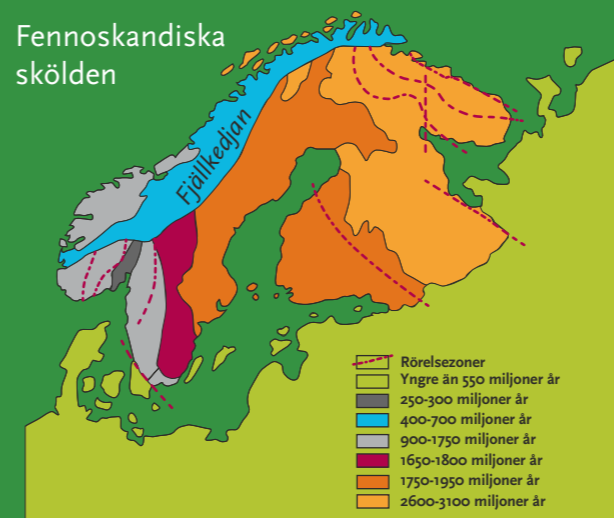 Fennoskandiska
skölden
Fjällkedjan
Rörelsezoner
Yngre än 550 miljoner år
250-300 miljoner år
400-700 miljoner år
900-1750 miljoner år
1650-1800 miljoner år
1750-1950 miljoner år
2600-3100 miljoner år